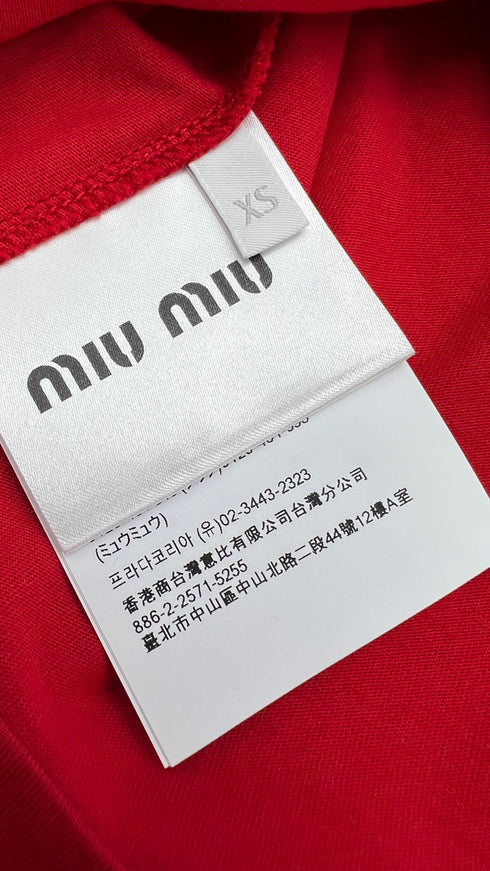 XS
miu miu
(ミュウミュウ)
프라다코리아 (유)02-3443-2323
香港商台灣慧比有限公司台灣分公司
886-2-2571-5255
臺北市中山區中山北路二段44號12樓A室